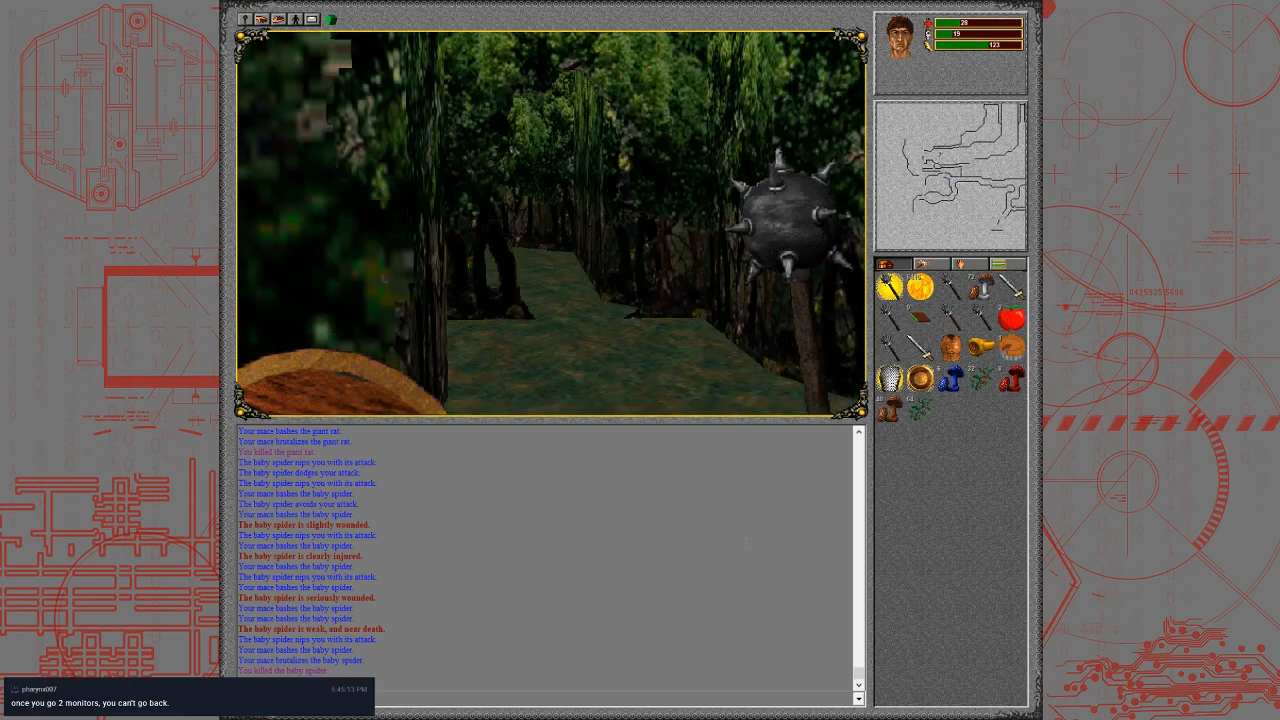 28
19
123
72
32
40
64
0425935 5886
Your mace bashes the giant rat.
Your mace brutalizes the giant rat.
You killed the giant rat.
The baby spider nips you with its attack.
The baby spider dodges your attack.
The baby spider nips you with its attack.
Your mace bashes the baby spider.
The baby spider avoids your attack.
Your mace bashes the baby spider.
The baby spider is slightly wounded.
The baby spider nips you with its attack.
Your mace bashes the baby spider.
The baby spider is clearly injured.
Your mace bashes the baby spider.
The baby spider nips you with its attack.
Your mace bashes the baby spider.
The baby spider is seriously wounded.
Your mace bashes the baby spider.
Your mace bashes the baby spider.
The baby spider is weak, and near death.
The baby spider nips you with its attack.
Your mace bashes the baby spider.
Your mace brutalizes the baby spider.
You killed the baby spider.
pharynx007
5:45:13 PM
once you go 2 monitors, you can't go back.